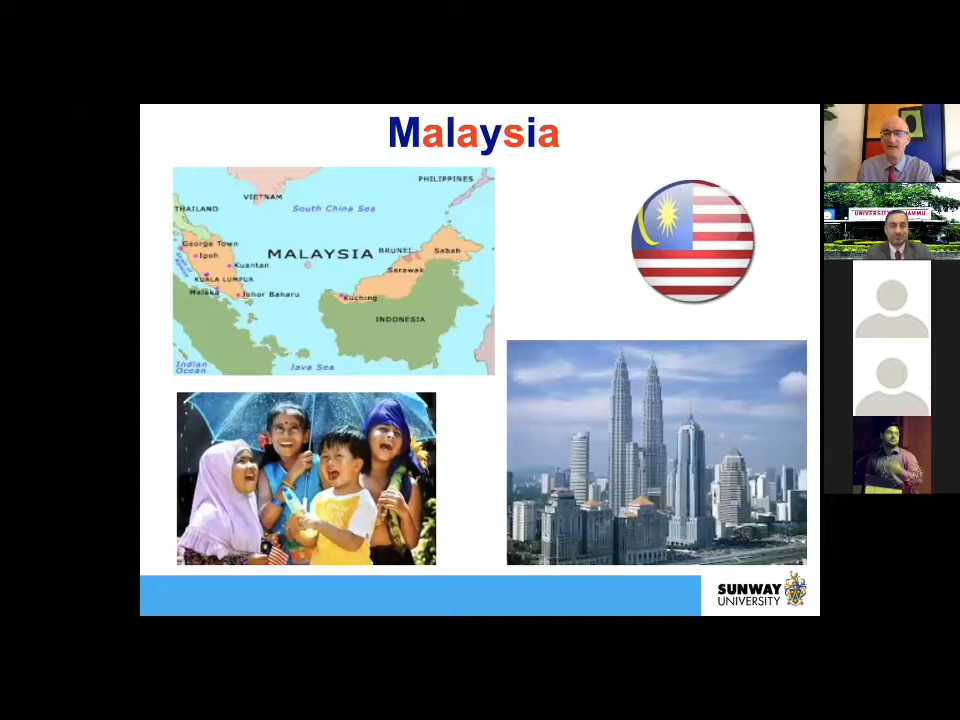 Malaysia
PHILIPPINES
VIETNAM
THAILAND
South China Sea
George Town
Ipoh
MALAYSIA
BRUNEI
Sabah
Kuantan
Sarawak
KUALA LUMPUR
Melaka
Johor Baharu
Kuching
INDONESIA
Indian
Ocean
Java Sea
SUNWAY
UNIVERSITY